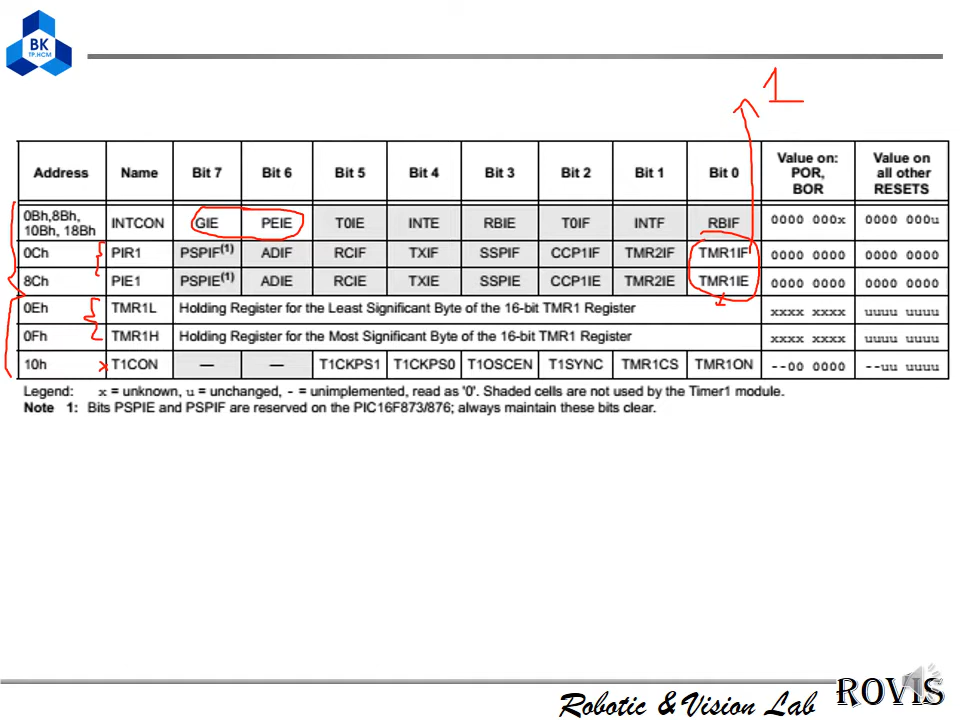 BK
TP.HCM
1
Address Name Bit 7 Bit 6 Bit 5 Bit 4 Bit 3 Bit 2 Bit 1 Bit 0 Value on: POR, BOR Value on all other RESETS
0Bh,8Bh, 10Bh, 18Bh INTCON GIE PEIE T0IE INTE RBIE T0IF INTF RBIF 0000 000x 0000 000u
0Ch PIR1 PSPIF(1) ADIF RCIF TXIF SSPIF CCP1IF TMR2IF TMR1IF 0000 0000 0000 0000
8Ch PIE1 PSPIE(1) ADIE RCIE TXIE SSPIE CCP1IE TMR2IE TMR1IE 0000 0000 0000 0000
0Eh TMR1L Holding Register for the Least Significant Byte of the 16-bit TMR1 Register xxxx xxxx uuuu uuuu
0Fh TMR1H Holding Register for the Most Significant Byte of the 16-bit TMR1 Register xxxx xxxx uuuu uuuu
10h T1CON — — T1CKPS1 T1CKPS0 T1OSCEN T1SYNC TMR1CS TMR1ON --00 0000 --uu uuuu
Legend: x = unknown, u = unchanged, - = unimplemented, read as '0'. Shaded cells are not used by the Timer1 module.
Note 1: Bits PSPIE and PSPIF are reserved on the PIC16F873/876; always maintain these bits clear.
Robotic & Vision Lab
ROVIS